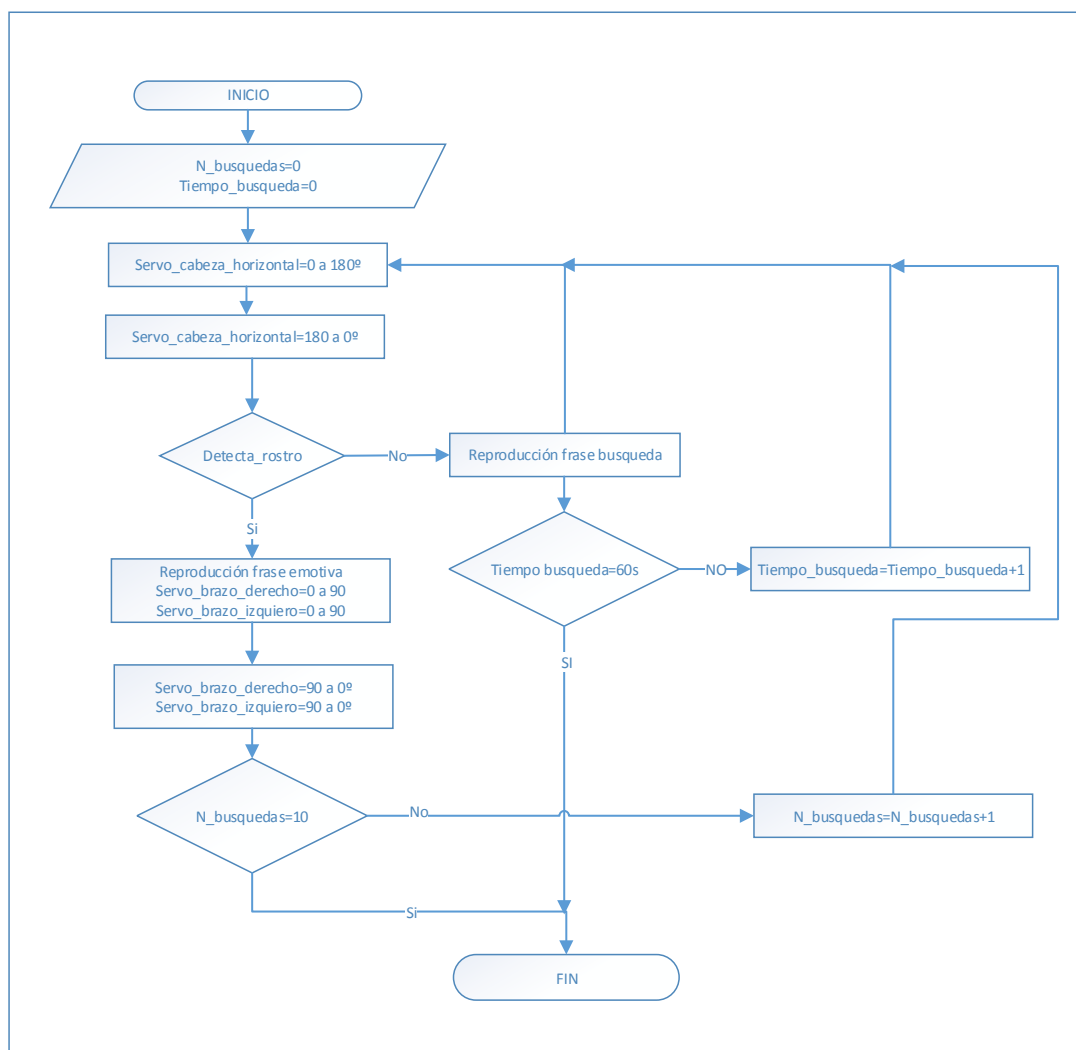 INICIO
N_busquedas=0
Tiempo_busqueda=0
Servo_cabeza_horizontal=0 a 180º
Servo_cabeza_horizontal=180 a 0º
Detecta_rostro
No
Reproducción frase busqueda
Si
Tiempo busqueda=60s
NO
Tiempo_busqueda=Tiempo_busqueda+1
Reproducción frase emotiva
Servo_brazo_derecho=0 a 90
Servo_brazo_izquiero=0 a 90
SI
Servo_brazo_derecho=90 a 0º
Servo_brazo_izquiero=90 a 0º
N_busquedas=10
No
N_busquedas=N_busquedas+1
Si
FIN